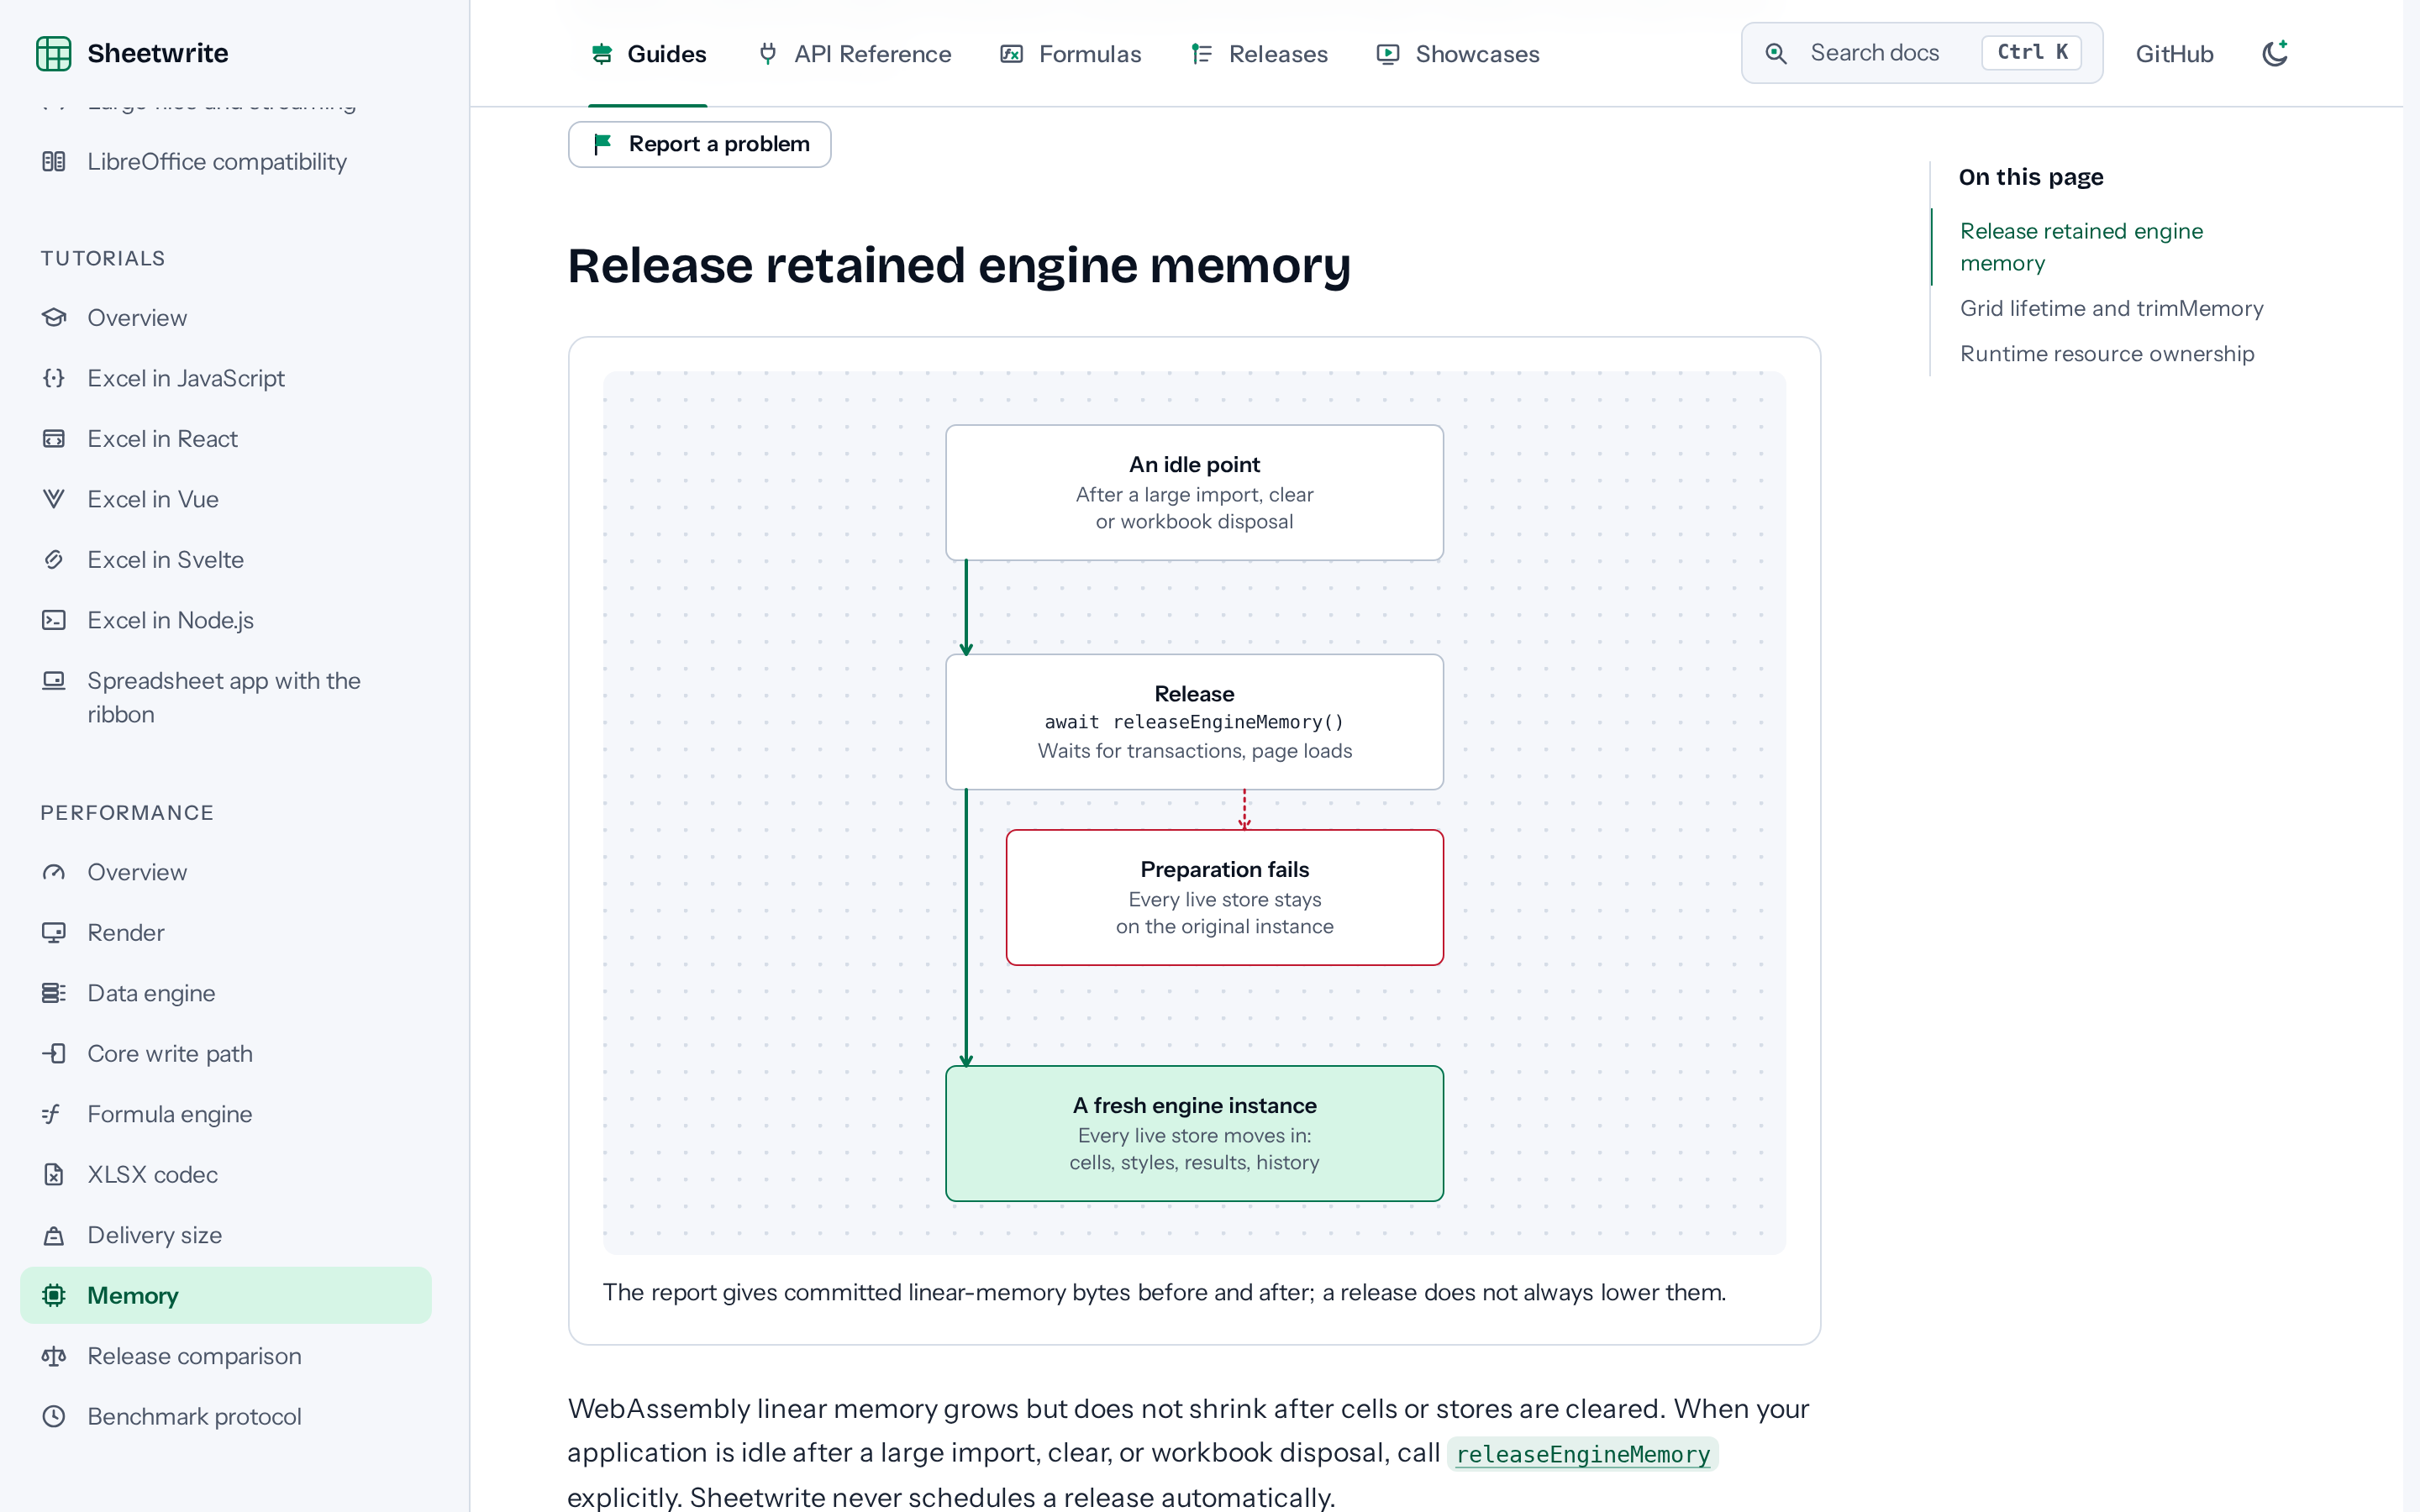 Sheetwrite
Guides
API Reference
Formulas
Releases
Showcases
Search docs
Ctrl K
GitHub
Large files and streaming
LibreOffice compatibility
TUTORIALS
Overview
Excel in JavaScript
Excel in React
Excel in Vue
Excel in Svelte
Excel in Node.js
Spreadsheet app with the
ribbon
PERFORMANCE
Overview
Render
Data engine
Core write path
Formula engine
XLSX codec
Delivery size
Memory
Release comparison
Benchmark protocol
Report a problem
Release retained engine memory
An idle point
After a large import, clear
or workbook disposal
Release
await releaseEngineMemory()
Waits for transactions, page loads
Preparation fails
Every live store stays
on the original instance
A fresh engine instance
Every live store moves in:
cells, styles, results, history
The report gives committed linear-memory bytes before and after; a release does not always lower them.
WebAssembly linear memory grows but does not shrink after cells or stores are cleared. When your
application is idle after a large import, clear, or workbook disposal, call releaseEngineMemory
explicitly. Sheetwrite never schedules a release automatically.
On this page
Release retained engine
memory
Grid lifetime and trimMemory
Runtime resource ownership